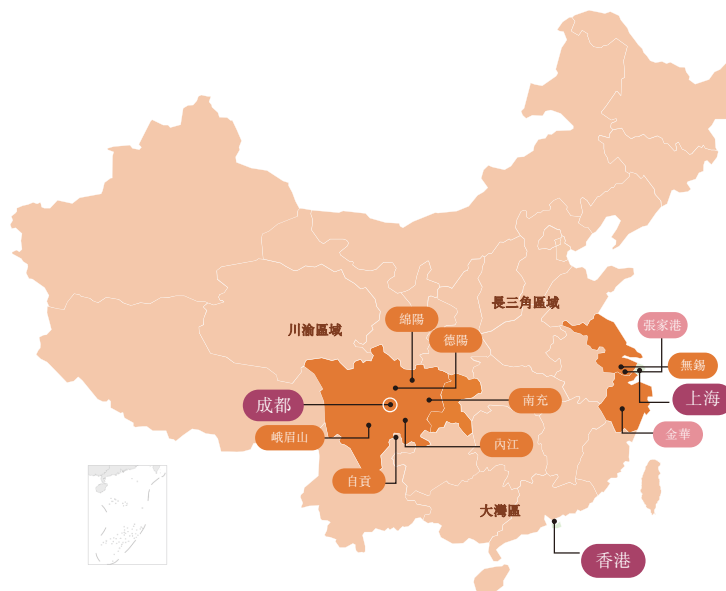 長三角區域
張家港
綿陽
川渝區域
德陽
無錫
成都
南充
上海
峨眉山
內江
金華
自貢
大灣區
香港